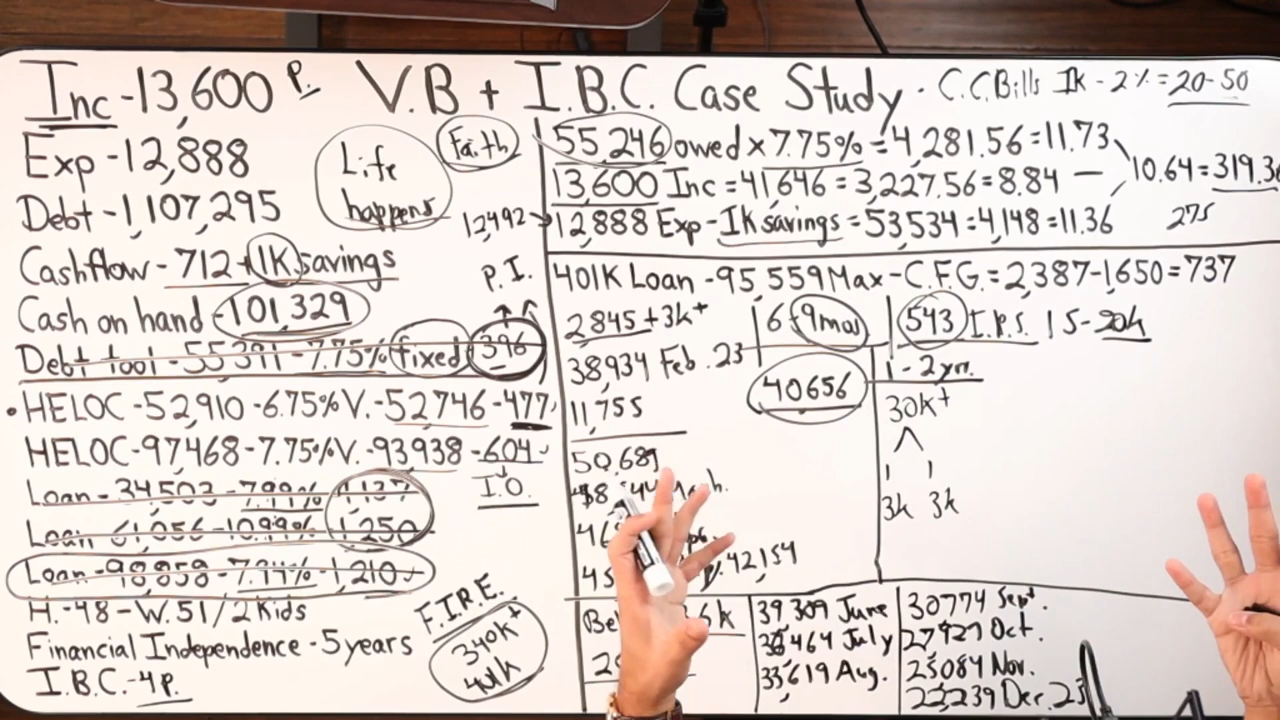 Inc -13,600 P.
V.B + I.B.C. Case Study
· C.C. Bills 1k - 2% = 20-50
Exp -12,888
Debt -1,107,295
Cashflow - 712 + 1K savings
Cash on hand -101,329
Debt tool - 55,391 - 7.75% fixed 396
Life happens
Faith
P.I.
• HELOC -52,910 -6.75% V. -52,746 -477
HELOC -97468 -7.75% V. -93,938 -604
I.O.
Loan - 34,503 - 7.99% 1,137
Loan - 61,056 - 10.99% 1,250
Loan - 98,858 - 7.74% - 1,210
H. -48 - W. 51 / 2 Kids
Financial Independence - 5 years
I.B.C. - 4 P.
F.I.R.E.
340k+
401k
55,246 owed x 7.75% = 4,281.56 = 11.73
13,600 Inc = 41,646 = 3,227.56 = 8.84 —
12,492 → 12,888 Exp - 1K savings = 53,534 = 4,148 = 11.36
10.64 =
275
401K Loan - 95,559 Max - C.F.G = 2,387 - 1,650 = 737
2845 + 3k+
38,934 Feb. 23
11,755
50,689
42,154
6 / 9 mos
40656
543 I.P.S. 15-20k
1 - 2 yrs.
30k+
3k 3k
39,309 June
36,464 July
33,619 Aug.
30774 Sept.
27,927 Oct.
25,084 Nov.
22,239 Dec. 23